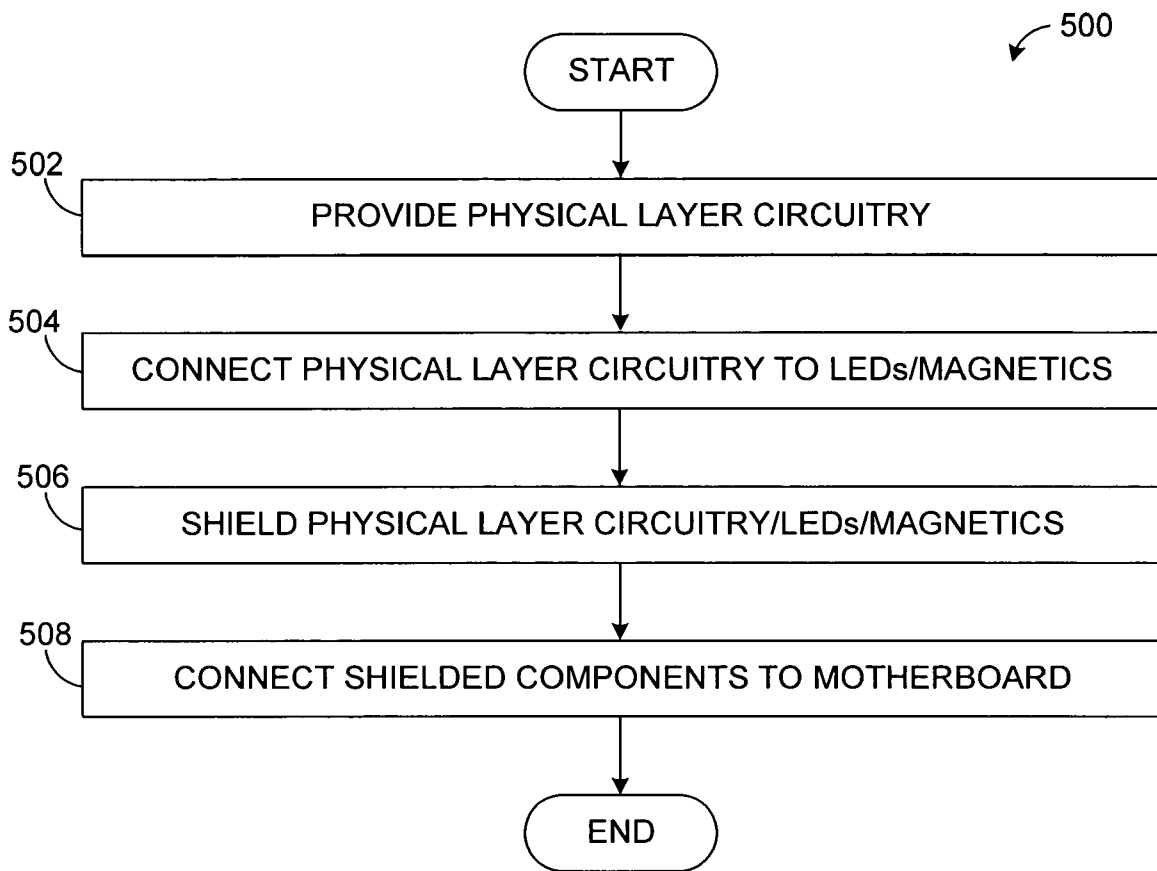 500
START
502
PROVIDE PHYSICAL LAYER CIRCUITRY
504
CONNECT PHYSICAL LAYER CIRCUITRY TO LEDs/MAGNETICS
506
SHIELD PHYSICAL LAYER CIRCUITRY/LEDs/MAGNETICS
508
CONNECT SHIELDED COMPONENTS TO MOTHERBOARD
END